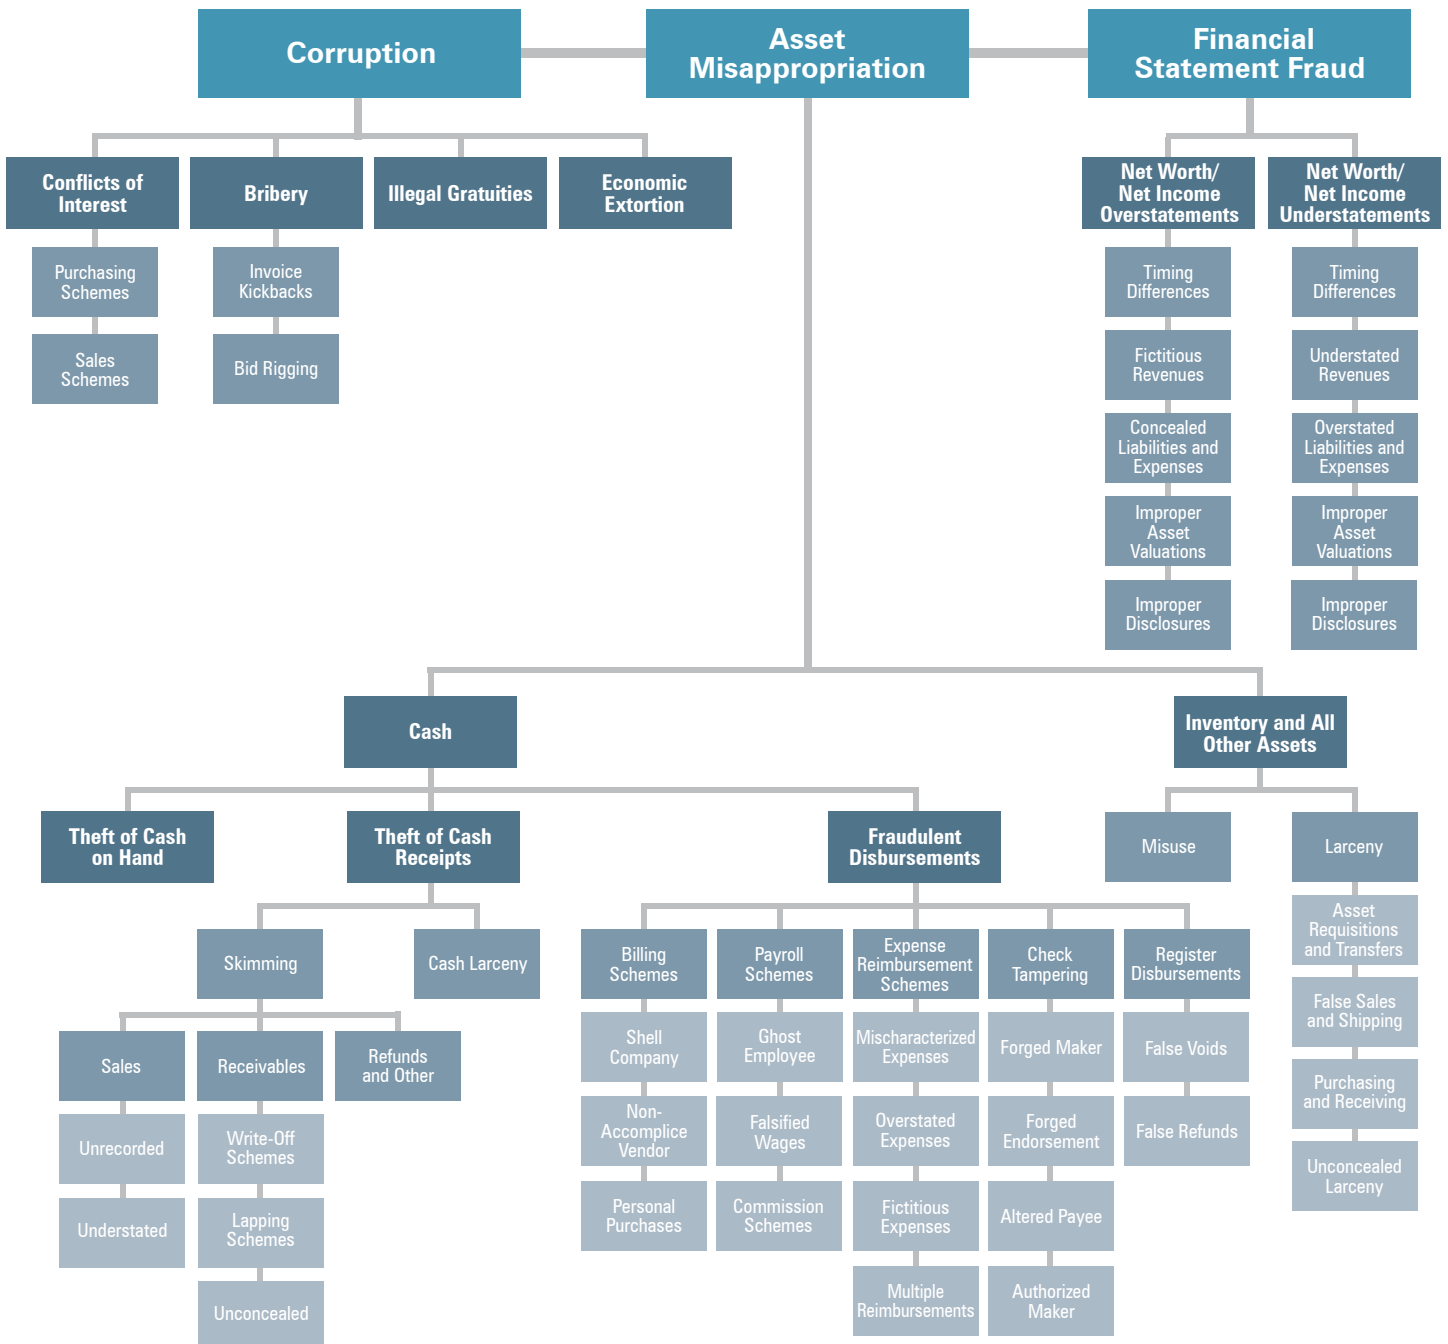 Corruption
Asset
Misappropriation
Financial
Statement Fraud
Conflicts of
Interest
Bribery
Illegal Gratuities
Economic
Extortion
Net Worth/
Net Income
Overstatements
Net Worth/
Net Income
Understatements
Purchasing
Schemes
Sales
Schemes
Invoice
Kickbacks
Bid Rigging
Timing
Differences
Fictitious
Revenues
Concealed
Liabilities and
Expenses
Improper
Asset
Valuations
Improper
Disclosures
Timing
Differences
Understated
Revenues
Overstated
Liabilities and
Expenses
Improper
Asset
Valuations
Improper
Disclosures
Cash
Inventory and All
Other Assets
Theft of Cash
on Hand
Theft of Cash
Receipts
Fraudulent
Disbursements
Misuse
Larceny
Asset
Requisitions
and Transfers
False Sales
and Shipping
Purchasing
and Receiving
Unconcealed
Larceny
Skimming
Cash Larceny
Sales
Receivables
Refunds
and Other
Unrecorded
Understated
Write-Off
Schemes
Lapping
Schemes
Unconcealed
Billing
Schemes
Shell
Company
Non-
Accomplice
Vendor
Personal
Purchases
Payroll
Schemes
Ghost
Employee
Falsified
Wages
Commission
Schemes
Expense
Reimbursement
Schemes
Mischaracterized
Expenses
Overstated
Expenses
Fictitious
Expenses
Multiple
Reimbursements
Check
Tampering
Forged Maker
Forged
Endorsement
Altered Payee
Authorized
Maker
Register
Disbursements
False Voids
False Refunds